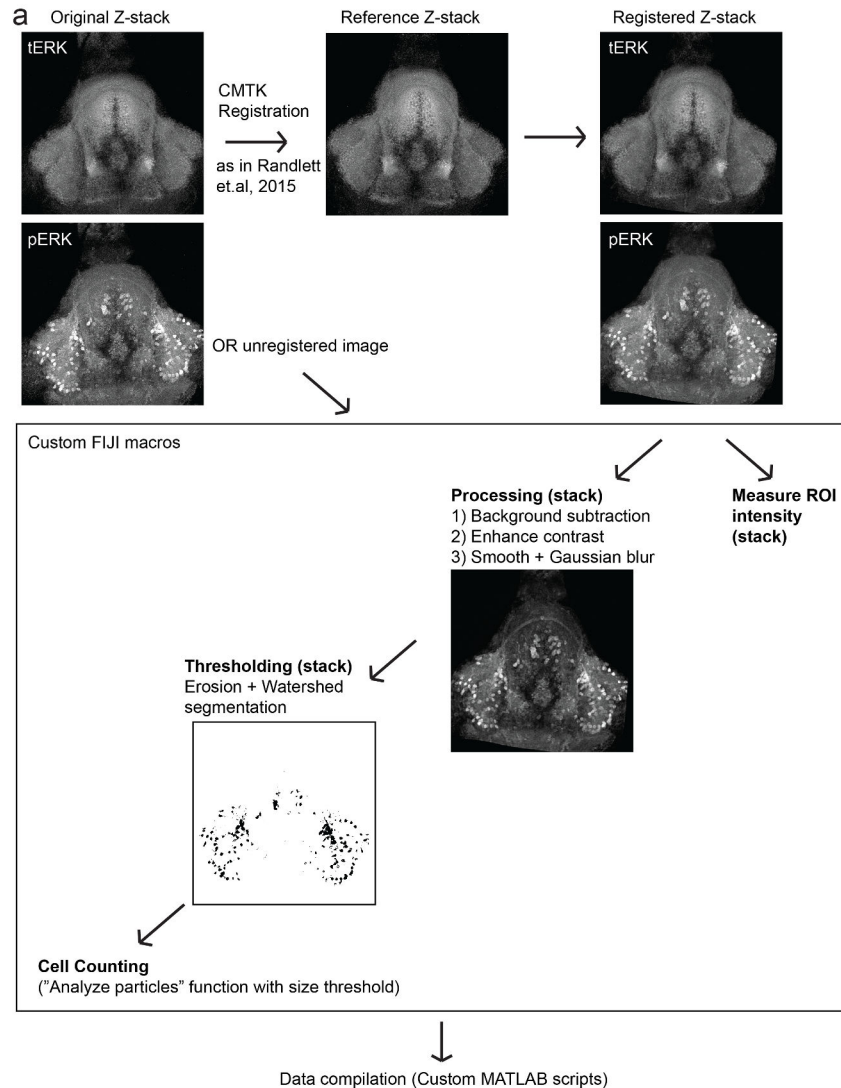 a
Original Z-stack
Reference Z-stack
Registered Z-stack
tERK
CMTK
Registration
as in Randlett
et.al, 2015
tERK
pERK
pERK
OR unregistered image
Custom FIJI macros
Processing (stack)
1) Background subtraction
2) Enhance contrast
3) Smooth + Gaussian blur
Measure ROI
intensity
(stack)
Thresholding (stack)
Erosion + Watershed
segmentation
Cell Counting
("Analyze particles" function with size threshold)
Data compilation (Custom MATLAB scripts)